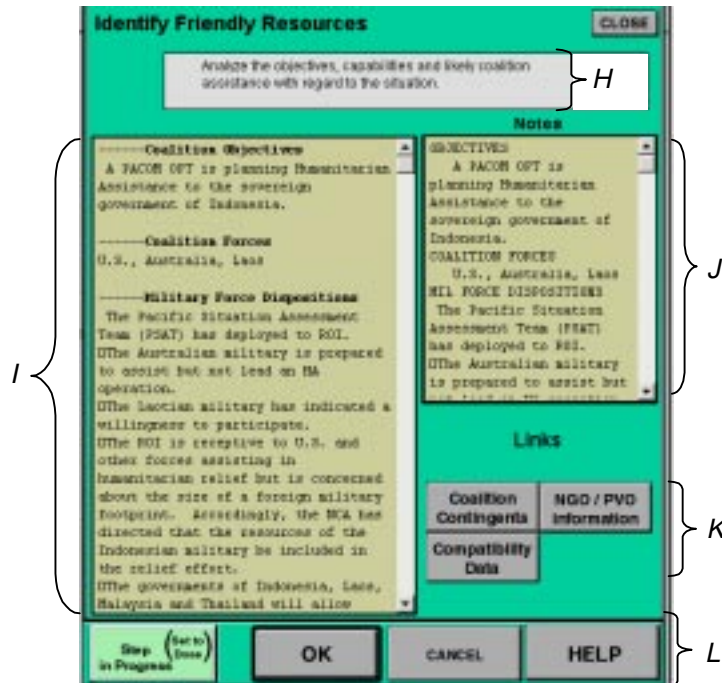 Identify Friendly Resources
CLOSE
Analyze the objectives, capabilities and likely coalition
assistance with regard to the situation.
H
Notes
------Coalition Objectives
A PACOM OPT is planning Humanitarian
Assistance to the sovereign
government of Indonesia.
------Coalition Forces
U.S., Australia, Laos
------Military Force Dispositions
The Pacific Situation Assessment
Team (PSAT) has deployed to ROI.
▯The Australian military is prepared
to assist but not lead an HA
operation.
▯The Laotian military has indicated a
willingness to participate.
▯The ROI is receptive to U.S. and
other forces assisting in
humanitarian relief but is concerned
about the size of a foreign military
footprint. Accordingly, the NCA has
directed that the resources of the
Indonesian military be included in
the relief effort.
▯The governments of Indonesia, Laos,
Malaysia and Thailand will allow
I
OBJECTIVES
A PACOM OPT is
planning Humanitarian
Assistance to the
sovereign government of
Indonesia.
COALITION FORCES
U.S., Australia, Laos
MIL FORCE DISPOSITIONS
The Pacific Situation
Assessment Team (PSAT)
has deployed to ROI.
▯The Australian military
is prepared to assist but
J
Links
Coalition
Contingents
NGO / PVO
Information
Compatibility
Data
K
Step
in Progress
(Set to
Done)
OK
CANCEL
HELP
L